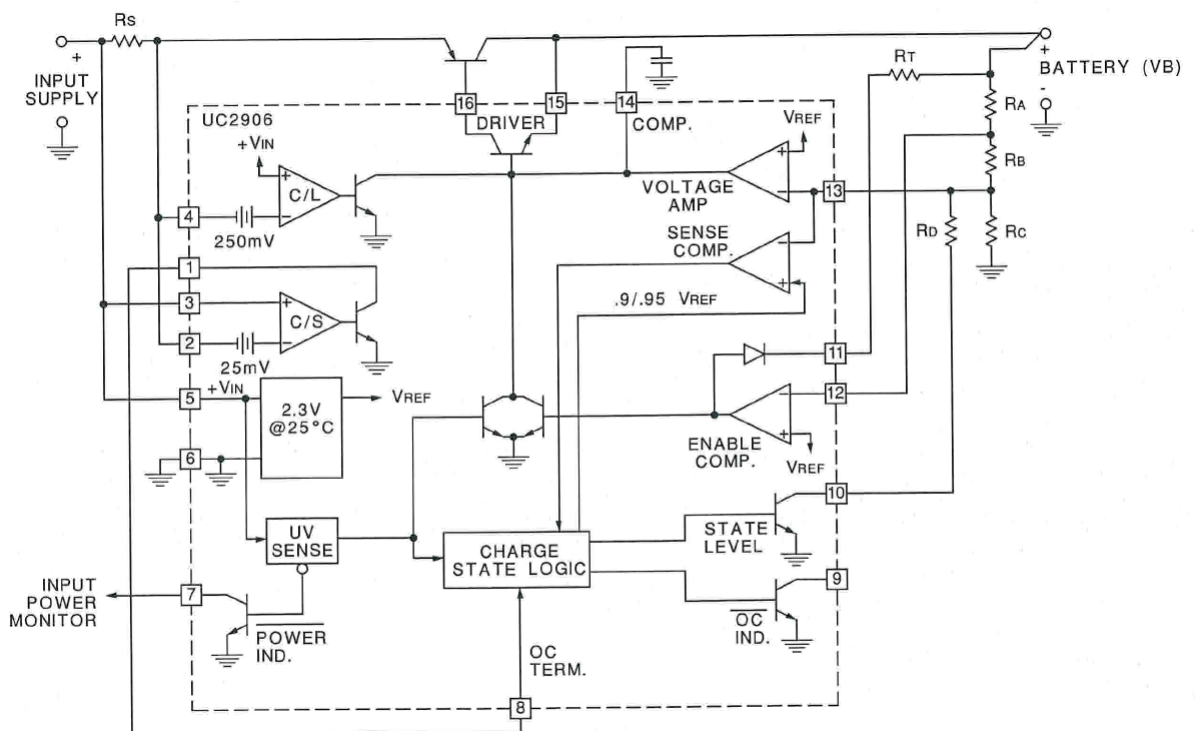 Rs
+
INPUT
SUPPLY
RT
+
BATTERY (VB)
-
RA
16
15
14
UC2906
DRIVER
COMP.
VREF
+VIN
+
C/L
-
+
-
VOLTAGE
AMP
13
RB
4
250mV
SENSE
COMP.
-
+
RD
RC
1
.9/.95 VREF
3
+
C/S
-
2
25mV
11
5
+VIN
2.3V
@25°C
VREF
12
-
+
ENABLE
COMP.
VREF
6
10
UV
SENSE
CHARGE
STATE LOGIC
STATE
LEVEL
9
INPUT
POWER
MONITOR
7
POWER
IND.
OC
IND.
OC
TERM.
8